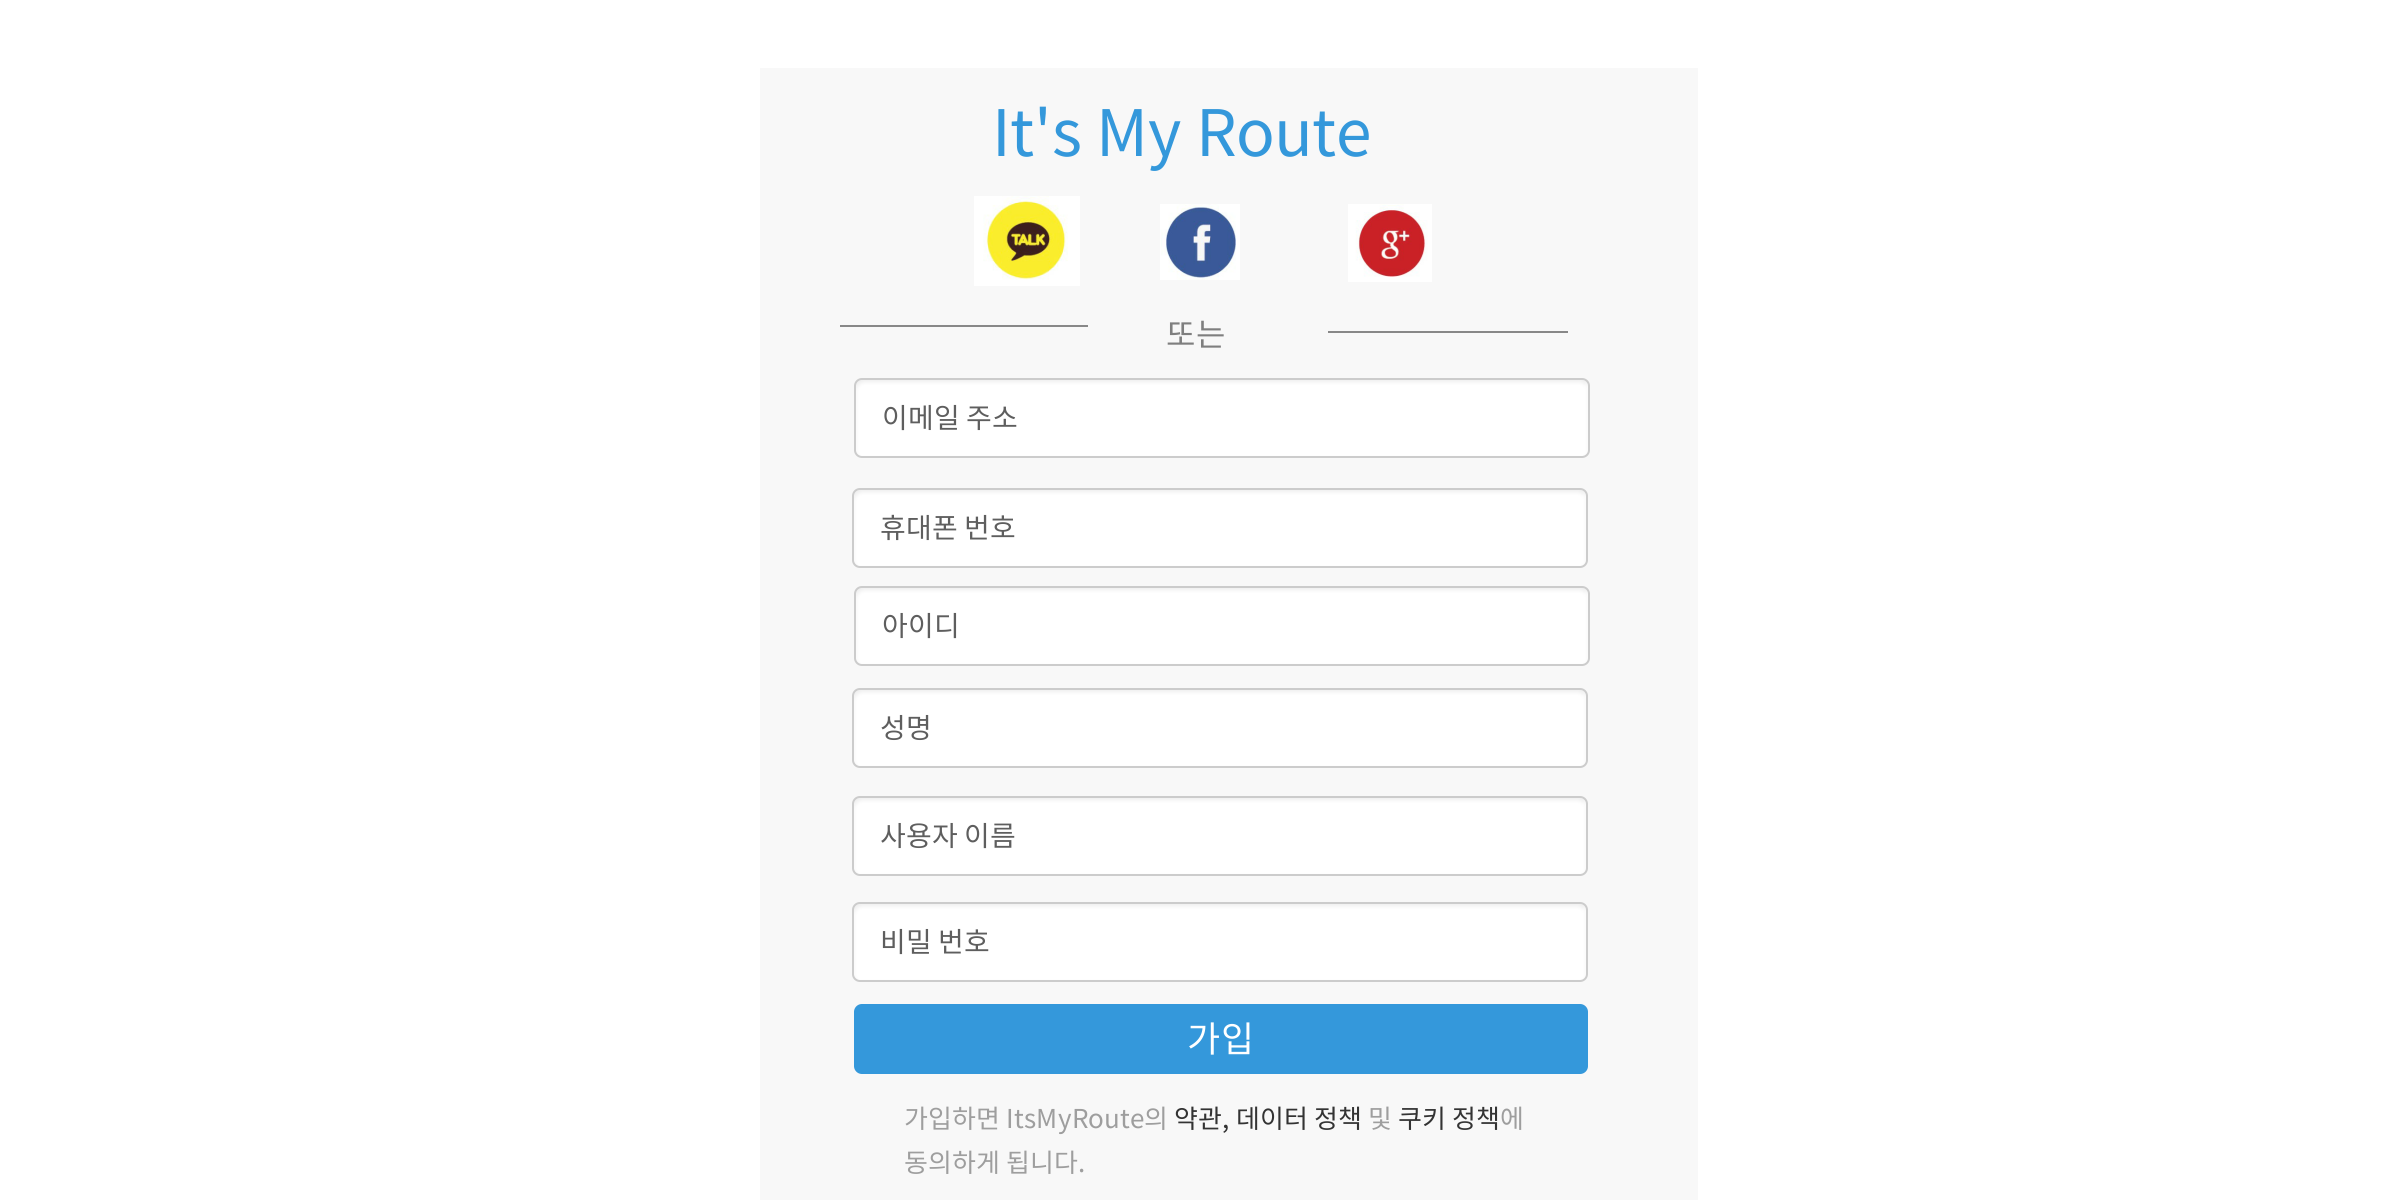 It's My Route
TALK
f
g+
또는
이메일 주소
휴대폰 번호
아이디
성명
사용자 이름
비밀 번호
가입
가입하면 ItsMyRoute의 약관, 데이터 정책 및 쿠키 정책에
동의하게 됩니다.